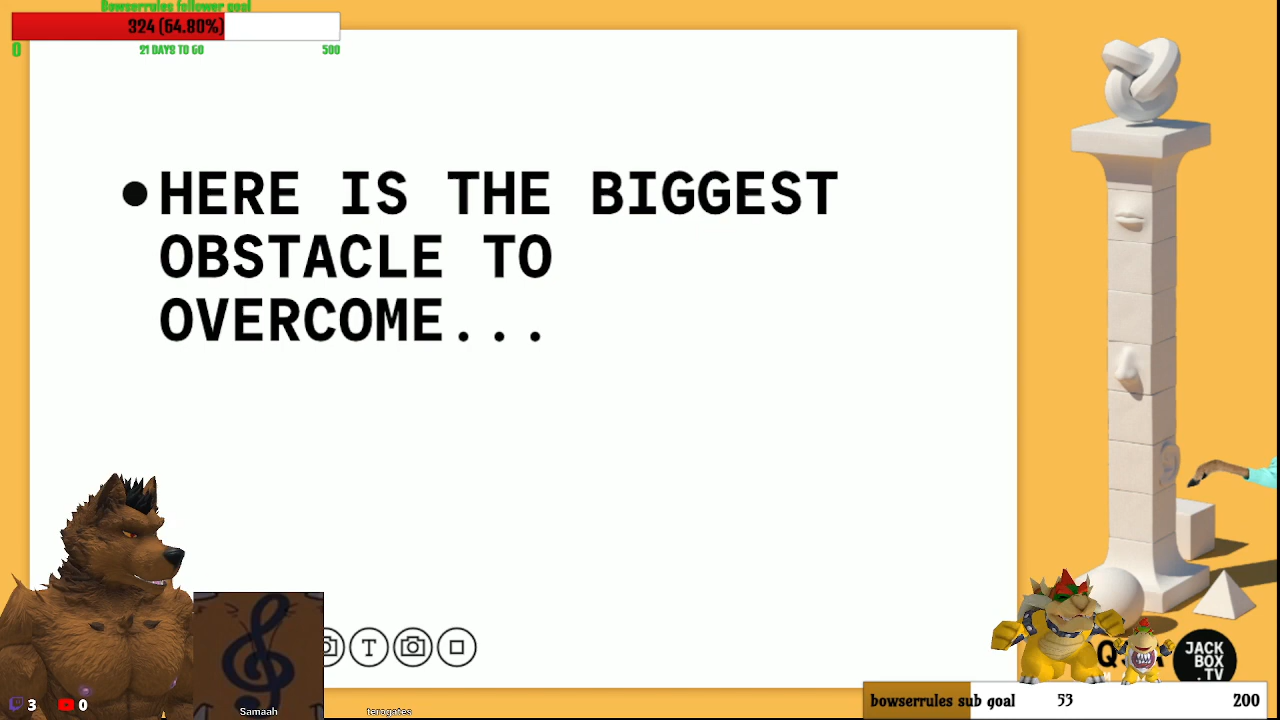 Bowserrules follower goal
324 (64.80%)
0
21 DAYS TO GO
500
•HERE IS THE BIGGEST
OBSTACLE TO
OVERCOME...
T
JACK
BOX
.TV
3
0
Samaah
teragates
bowserrules sub goal
53
200